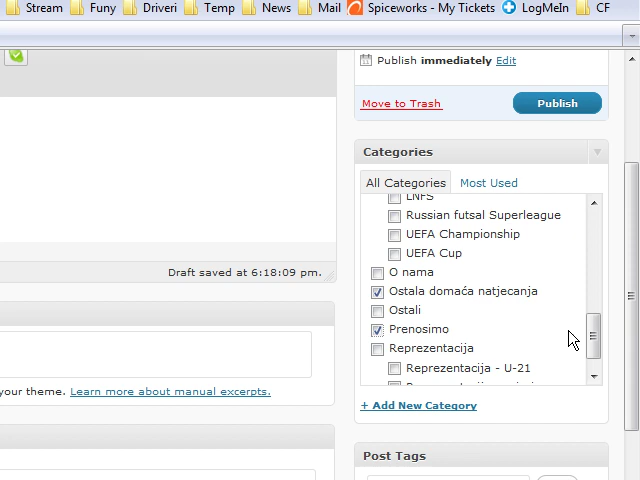 Stream Funy Driveri Temp News Mail Spiceworks - My Tickets LogMeIn CF
Publish immediately Edit
Move to Trash Publish
Categories
All Categories Most Used
LNFS
Russian futsal Superleague
UEFA Championship
UEFA Cup
O nama
Ostala domaća natjecanja
Ostali
Prenosimo
Reprezentacija
Reprezentacija - U-21
+ Add New Category
Draft saved at 6:18:09 pm.
your theme. Learn more about manual excerpts.
Post Tags